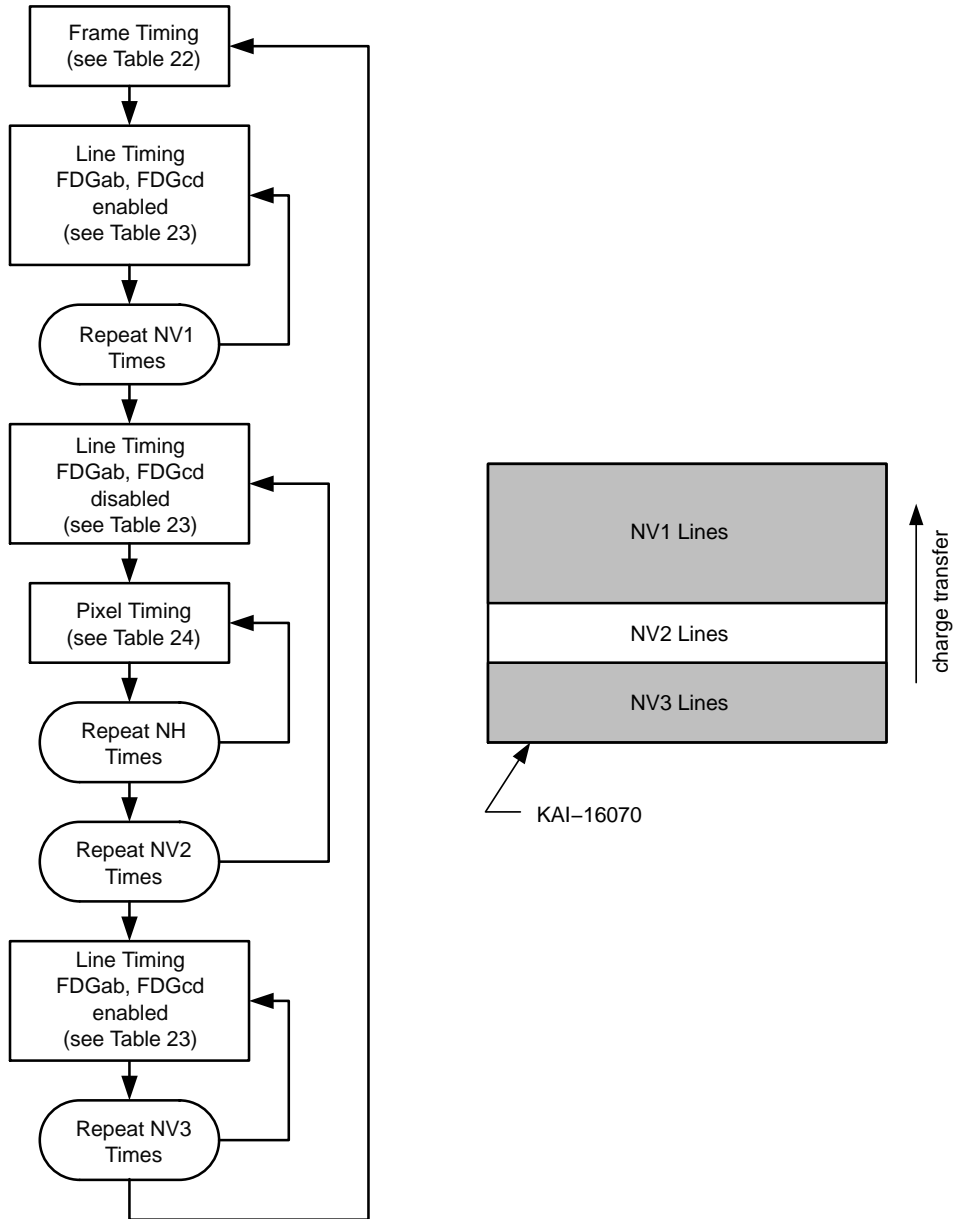 Frame Timing
(see Table 22)
Line Timing
FDGab, FDGcd
enabled
(see Table 23)
Repeat NV1
Times
Line Timing
FDGab, FDGcd
disabled
(see Table 23)
Pixel Timing
(see Table 24)
Repeat NH
Times
Repeat NV2
Times
Line Timing
FDGab, FDGcd
enabled
(see Table 23)
Repeat NV3
Times
NV1 Lines
NV2 Lines
NV3 Lines
charge transfer
KAI−16070